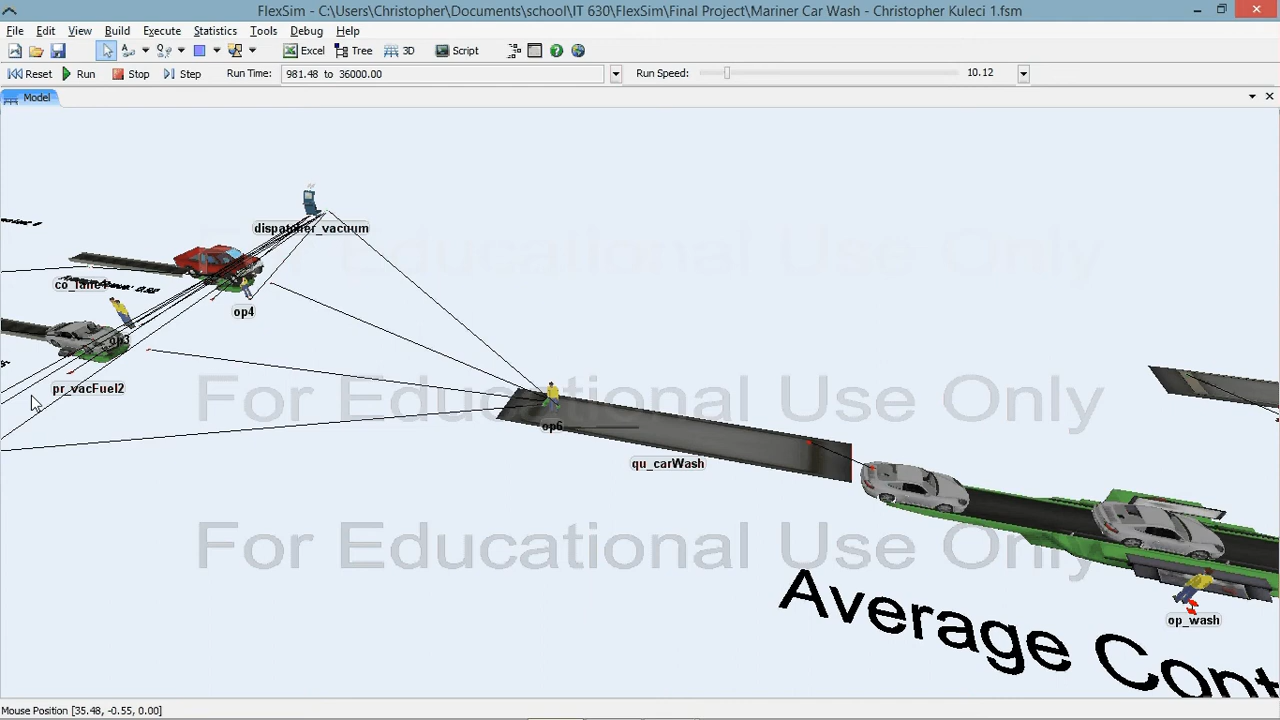 FlexSim - C:\Users\Christopher\Documents\school\IT 630\FlexSim\Final Project\Mariner Car Wash - Christopher Kuleci 1.fsm
File Edit View Build Execute Statistics Tools Debug Help
Excel Tree 3D Script
Reset Run Stop Step Run Time: 981.48 to 36000.00 Run Speed: 10.12
Model
dispatcher_vacuum
For Educational Use Only
co_lane1
op4
op3
pr_vacFuel2
For Educational Use Only
op6
qu_carWash
For Educational Use Only
Average Cont
op_wash
Mouse Position [35.48, -0.55, 0.00]